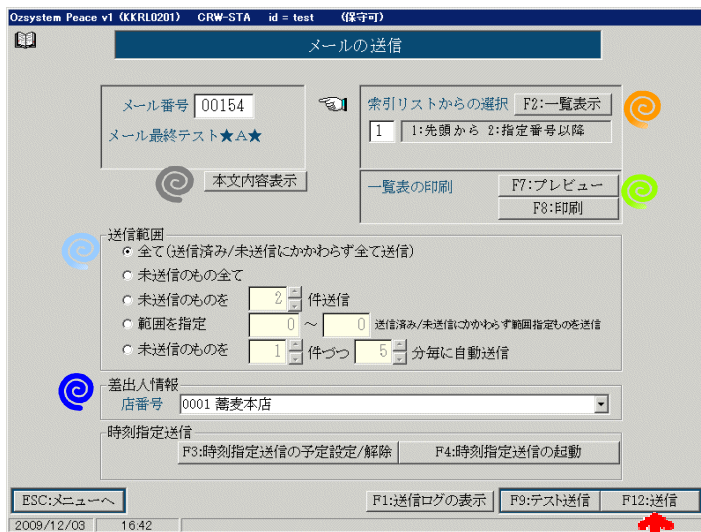 Ozsystem Peace v1 (KKRL0201) CRW-STA id = test (保守可)
メールの送信
メール番号 00154
メール最終テスト★A★
本文内容表示
索引リストからの選択 F2:一覧表示
1 1:先頭から 2:指定番号以降
一覧表の印刷 F7:プレビュー
F8:印刷
送信範囲
全て(送信済み/未送信にかかわらず全て送信)
未送信のもの全て
未送信のものを 2 件送信
範囲を指定 0 ～ 0 送信済み/未送信にかかわらず範囲指定ものを送信
未送信のものを 1 件づつ 5 分毎に自動送信
差出人情報
店番号 0001 蕎麦本店
時刻指定送信
F3:時刻指定送信の予定設定/解除 F4:時刻指定送信の起動
ESC:メニューへ F1:送信ログの表示 F9:テスト送信 F12:送信
2009/12/03 16:42